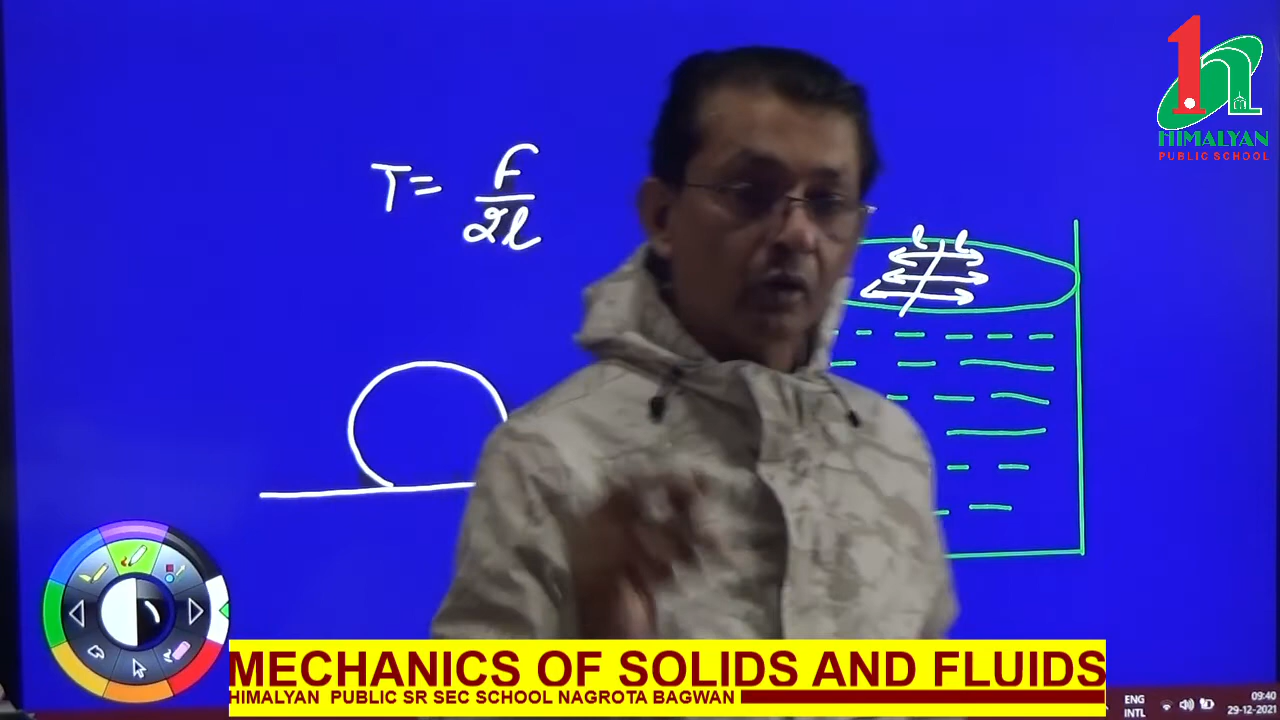 HIMALYAN
PUBLIC SCHOOL
T = F
2l
l, l
MECHANICS OF SOLIDS AND FLUIDS
HIMALYAN PUBLIC SR SEC SCHOOL NAGROTA BAGWAN
ENG
INTL
09:40
29-12-2021